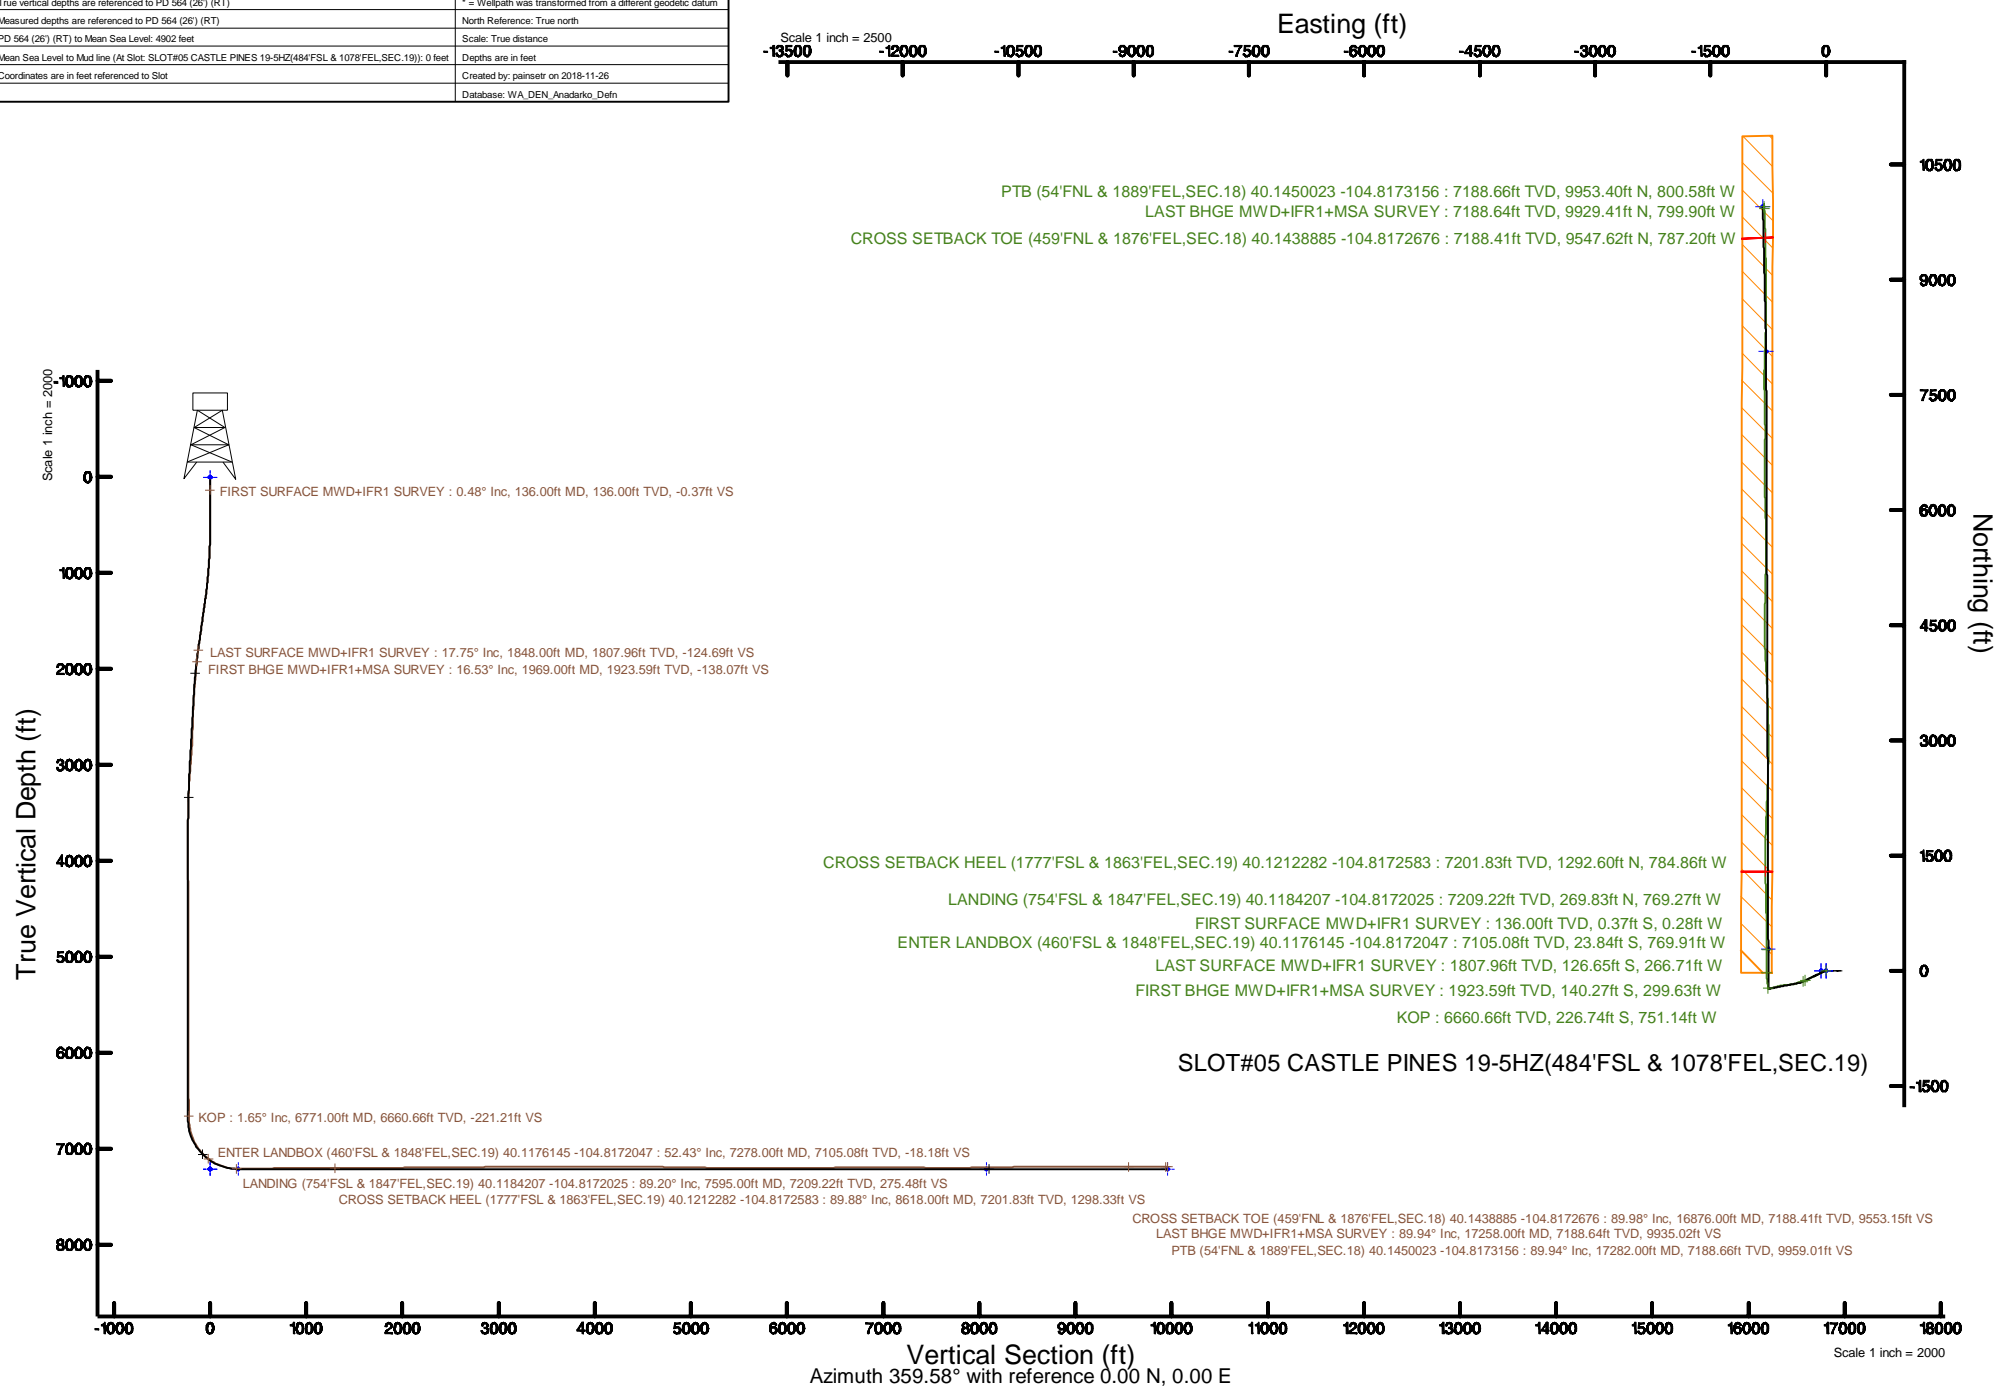 True vertical depths are referenced to PD 564 (26') (RT)
* = Wellpath was transformed from a different geodetic datum
Measured depths are referenced to PD 564 (26') (RT)
North Reference: True north
PD 564 (26') (RT) to Mean Sea Level: 4902 feet
Scale: True distance
Mean Sea Level to Mud line (At Slot: SLOT#05 CASTLE PINES 19-5HZ(484'FSL & 1078'FEL,SEC.19)): 0 feet
Depths are in feet
Coordinates are in feet referenced to Slot
Created by: painsetr on 2018-11-26
Database: WA_DEN_Anadarko_Defn
Easting (ft)
Scale 1 inch = 2500
-13500 -12000 -10500 -9000 -7500 -6000 -4500 -3000 -1500 0
10500
9000
7500
6000
4500
3000
1500
0
-1500
Northing (ft)
PTB (54'FNL & 1889'FEL,SEC.18) 40.1450023 -104.8173156 : 7188.66ft TVD, 9953.40ft N, 800.58ft W
LAST BHGE MWD+IFR1+MSA SURVEY : 7188.64ft TVD, 9929.41ft N, 799.90ft W
CROSS SETBACK TOE (459'FNL & 1876'FEL,SEC.18) 40.1438885 -104.8172676 : 7188.41ft TVD, 9547.62ft N, 787.20ft W
CROSS SETBACK HEEL (1777'FSL & 1863'FEL,SEC.19) 40.1212282 -104.8172583 : 7201.83ft TVD, 1292.60ft N, 784.86ft W
LANDING (754'FSL & 1847'FEL,SEC.19) 40.1184207 -104.8172025 : 7209.22ft TVD, 269.83ft N, 769.27ft W
FIRST SURFACE MWD+IFR1 SURVEY : 136.00ft TVD, 0.37ft S, 0.28ft W
ENTER LANDBOX (460'FSL & 1848'FEL,SEC.19) 40.1176145 -104.8172047 : 7105.08ft TVD, 23.84ft S, 769.91ft W
LAST SURFACE MWD+IFR1 SURVEY : 1807.96ft TVD, 126.65ft S, 266.71ft W
FIRST BHGE MWD+IFR1+MSA SURVEY : 1923.59ft TVD, 140.27ft S, 299.63ft W
KOP : 6660.66ft TVD, 226.74ft S, 751.14ft W
SLOT#05 CASTLE PINES 19-5HZ(484'FSL & 1078'FEL,SEC.19)
Scale 1 inch = 2000
True Vertical Depth (ft)
-1000
0
1000
2000
3000
4000
5000
6000
7000
8000
FIRST SURFACE MWD+IFR1 SURVEY : 0.48° Inc, 136.00ft MD, 136.00ft TVD, -0.37ft VS
LAST SURFACE MWD+IFR1 SURVEY : 17.75° Inc, 1848.00ft MD, 1807.96ft TVD, -124.69ft VS
FIRST BHGE MWD+IFR1+MSA SURVEY : 16.53° Inc, 1969.00ft MD, 1923.59ft TVD, -138.07ft VS
KOP : 1.65° Inc, 6771.00ft MD, 6660.66ft TVD, -221.21ft VS
ENTER LANDBOX (460'FSL & 1848'FEL,SEC.19) 40.1176145 -104.8172047 : 52.43° Inc, 7278.00ft MD, 7105.08ft TVD, -18.18ft VS
LANDING (754'FSL & 1847'FEL,SEC.19) 40.1184207 -104.8172025 : 89.20° Inc, 7595.00ft MD, 7209.22ft TVD, 275.48ft VS
CROSS SETBACK HEEL (1777'FSL & 1863'FEL,SEC.19) 40.1212282 -104.8172583 : 89.88° Inc, 8618.00ft MD, 7201.83ft TVD, 1298.33ft VS
CROSS SETBACK TOE (459'FNL & 1876'FEL,SEC.18) 40.1438885 -104.8172676 : 89.98° Inc, 16876.00ft MD, 7188.41ft TVD, 9553.15ft VS
LAST BHGE MWD+IFR1+MSA SURVEY : 89.94° Inc, 17258.00ft MD, 7188.64ft TVD, 9935.02ft VS
PTB (54'FNL & 1889'FEL,SEC.18) 40.1450023 -104.8173156 : 89.94° Inc, 17282.00ft MD, 7188.66ft TVD, 9959.01ft VS
-1000 0 1000 2000 3000 4000 5000 6000 7000 8000 9000 10000 11000 12000 13000 14000 15000 16000 17000 18000
Vertical Section (ft)
Scale 1 inch = 2000
Azimuth 359.58° with reference 0.00 N, 0.00 E